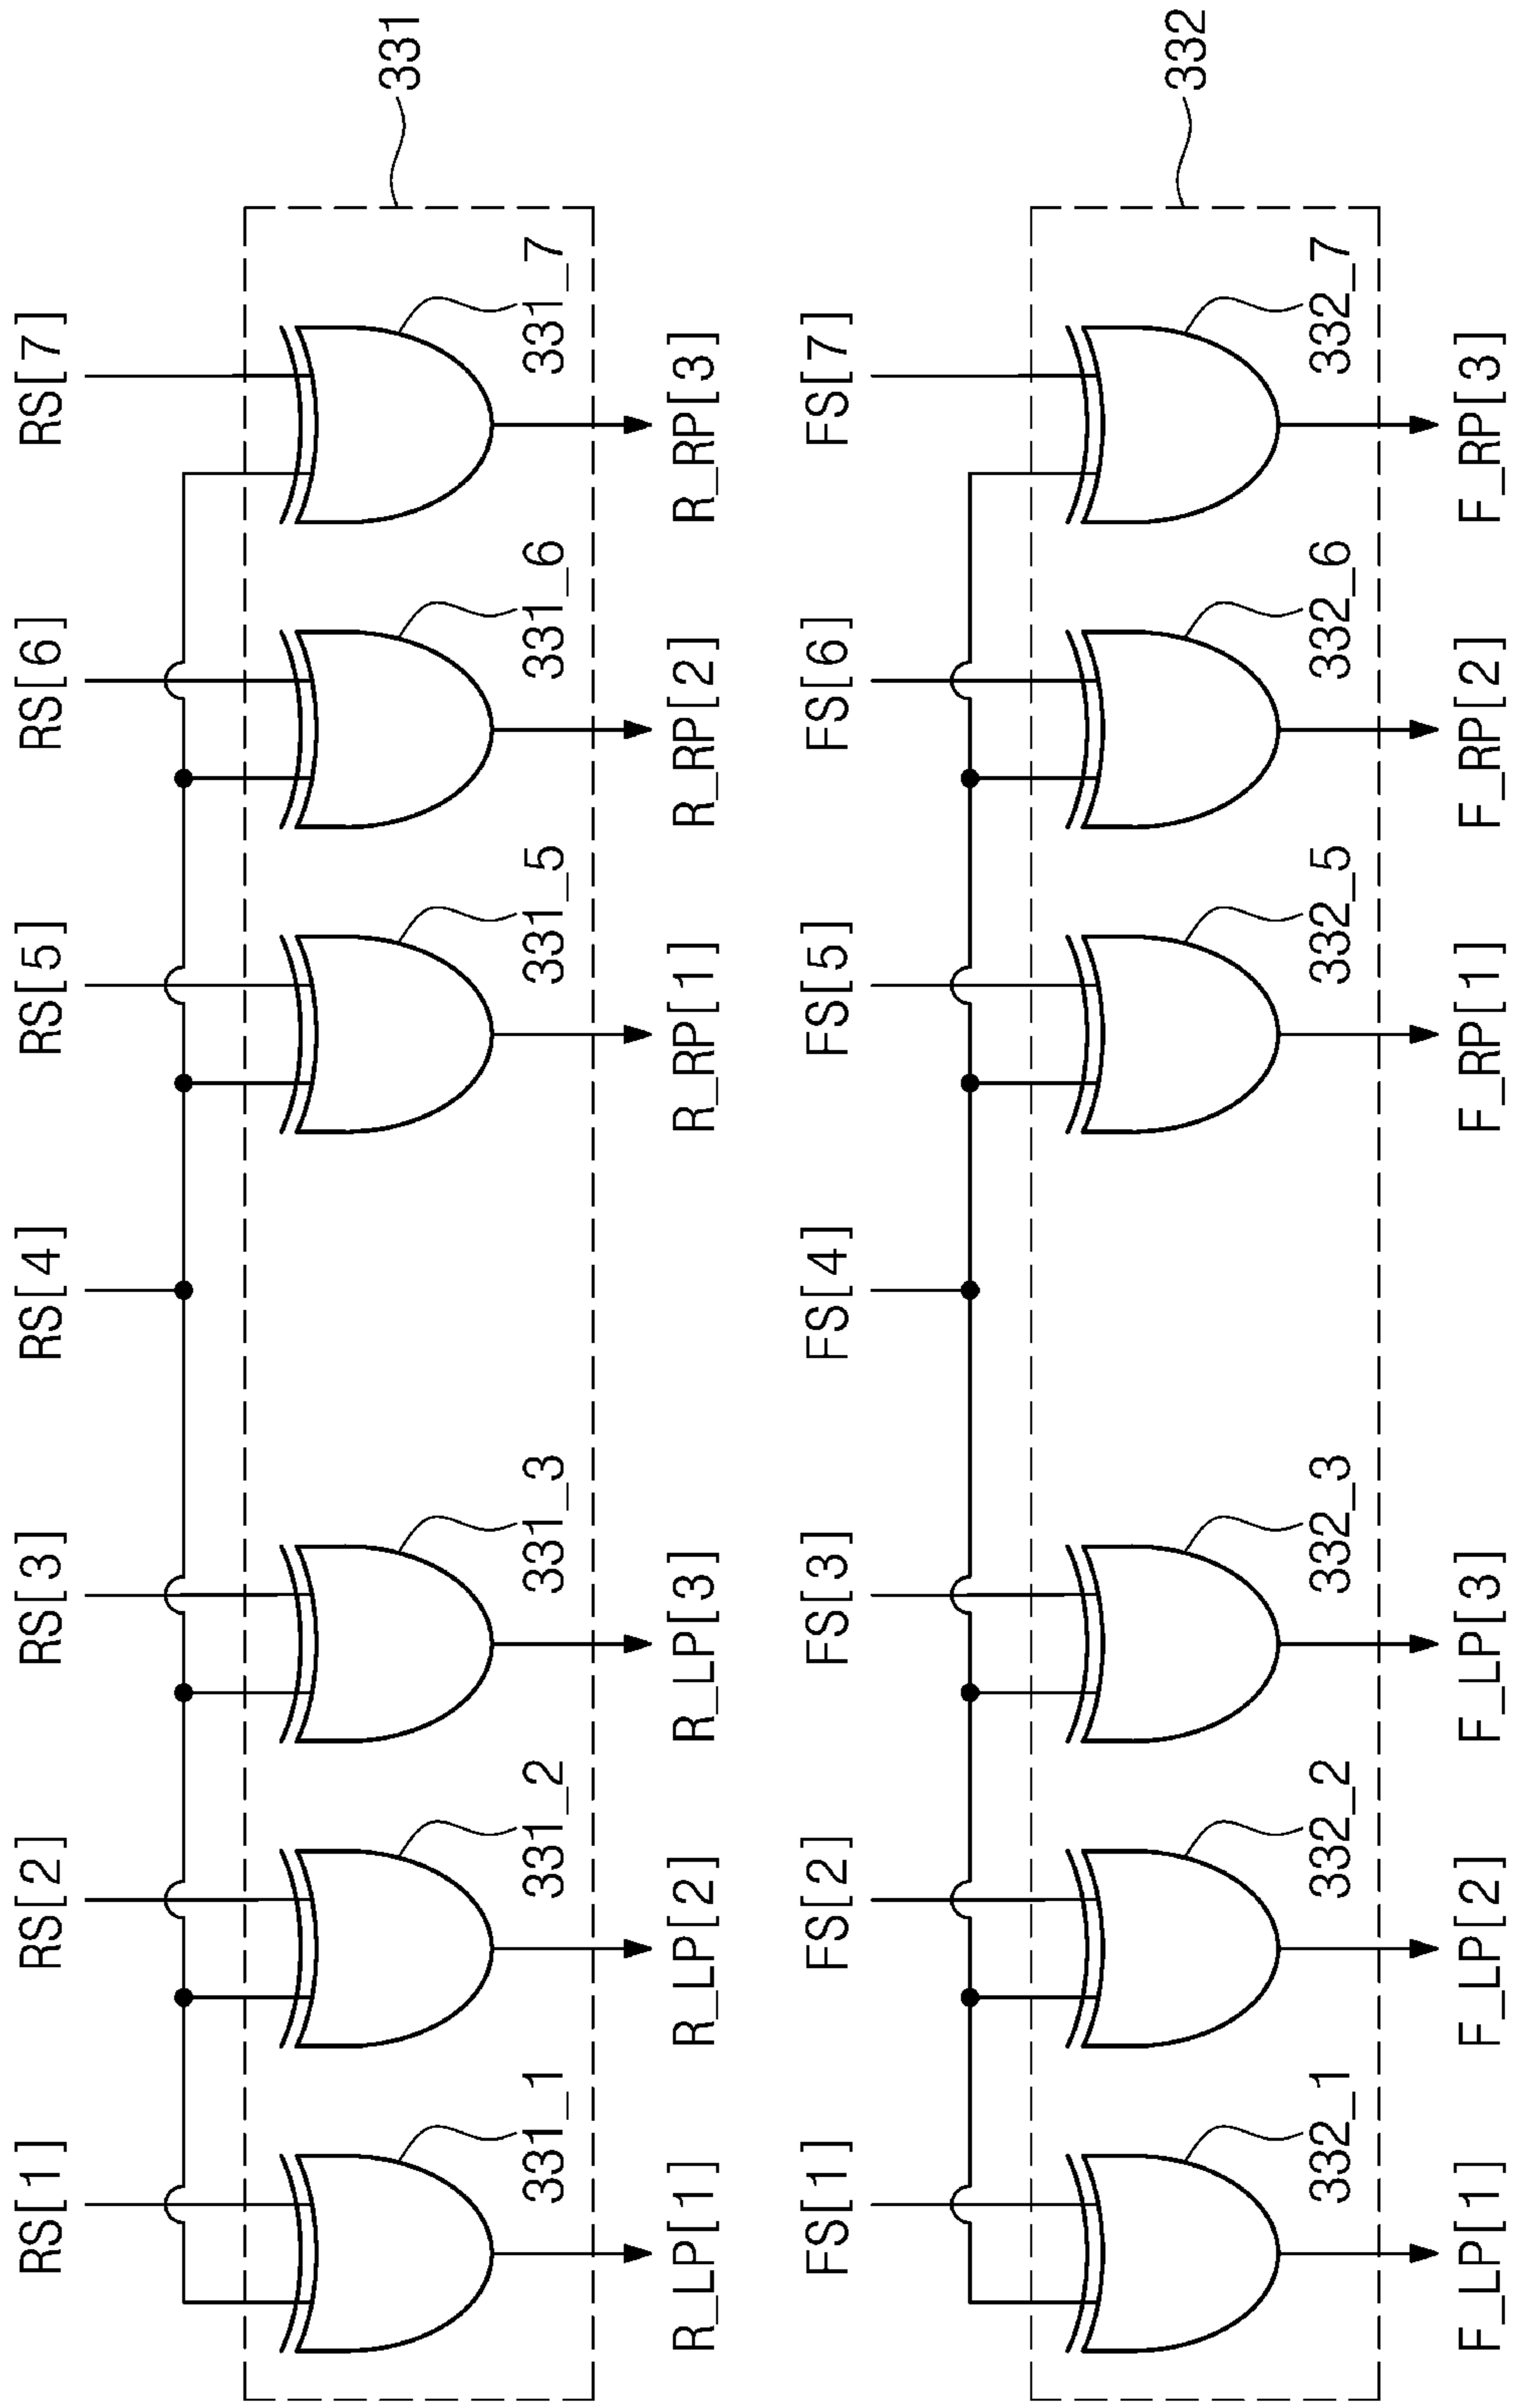 RS[1] RS[2] RS[3] RS[4] RS[5] RS[6] RS[7]
331
331_1 331_2 331_3 331_5 331_6 331_7
R_LP[1] R_LP[2] R_LP[3] R_RP[1] R_RP[2] R_RP[3]
FS[1] FS[2] FS[3] FS[4] FS[5] FS[6] FS[7]
332
332_1 332_2 332_3 332_5 332_6 332_7
F_LP[1] F_LP[2] F_LP[3] F_RP[1] F_RP[2] F_RP[3]